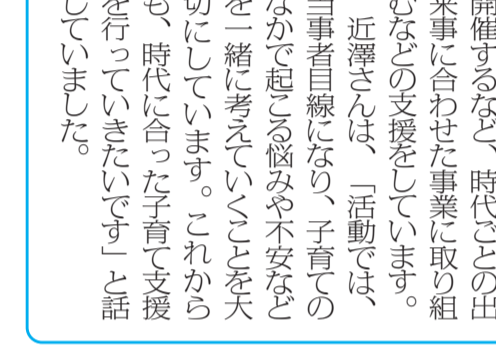 開催するなど、時代ごとの出
来事に合わせた事業に取り組
むなどの支援をしています。
近澤さんは、「活動では、
当事者目線になり、子育ての
なかで起こる悩みや不安など
を一緒に考えていくことを大
切にしています。これから
も、時代に合った子育て支援
を行っていきたいです」と話
していました。